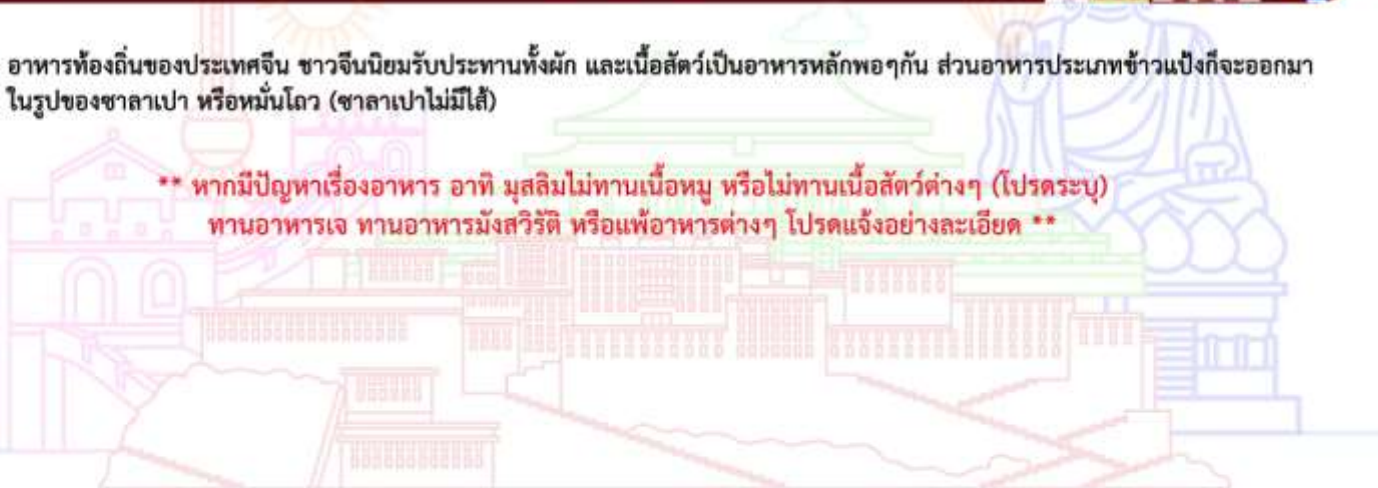 อาหารท้องถิ่นของประเทศจีน ชาวจีนนิยมรับประทานทั้งผัก และเนื้อสัตว์เป็นอาหารหลักพอๆกัน ส่วนอาหารประเภทข้าวแป้งก็จะออกมา
ในรูปของซาลาเปา หรือหมั่นโถว (ซาลาเปาไม่มีไส้)
** หากมีปัญหาเรื่องอาหาร อาทิ มุสลิมไม่ทานเนื้อหมู หรือไม่ทานเนื้อสัตว์ต่างๆ (โปรดระบุ)
ทานอาหารเจ ทานอาหารมังสวิรัติ หรือแพ้อาหารต่างๆ โปรดแจ้งอย่างละเอียด **